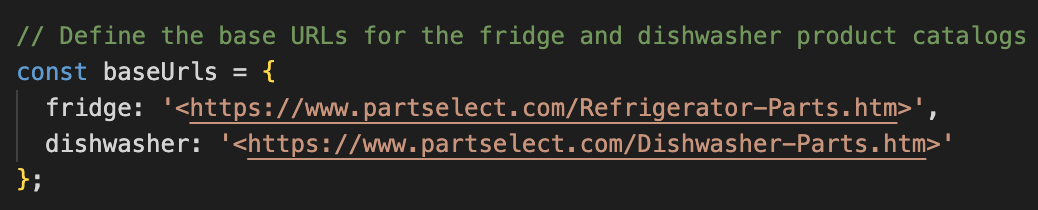 // Define the base URLs for the fridge and dishwasher product catalogs
const baseUrls = {
  fridge: '<https://www.partselect.com/Refrigerator-Parts.htm>',
  dishwasher: '<https://www.partselect.com/Dishwasher-Parts.htm>'
};